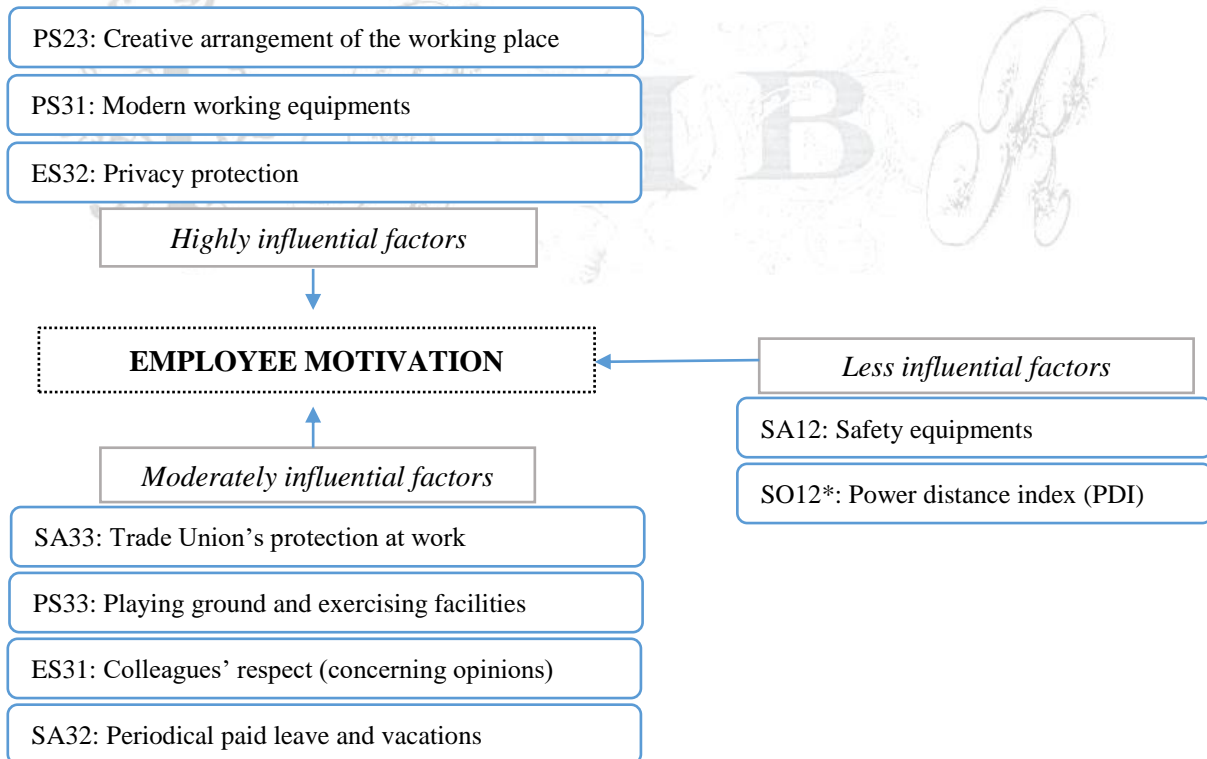 PS23: Creative arrangement of the working place
PS31: Modern working equipments
ES32: Privacy protection
Highly influential factors
EMPLOYEE MOTIVATION
Less influential factors
SA12: Safety equipments
SO12*: Power distance index (PDI)
Moderately influential factors
SA33: Trade Union’s protection at work
PS33: Playing ground and exercising facilities
ES31: Colleagues’ respect (concerning opinions)
SA32: Periodical paid leave and vacations